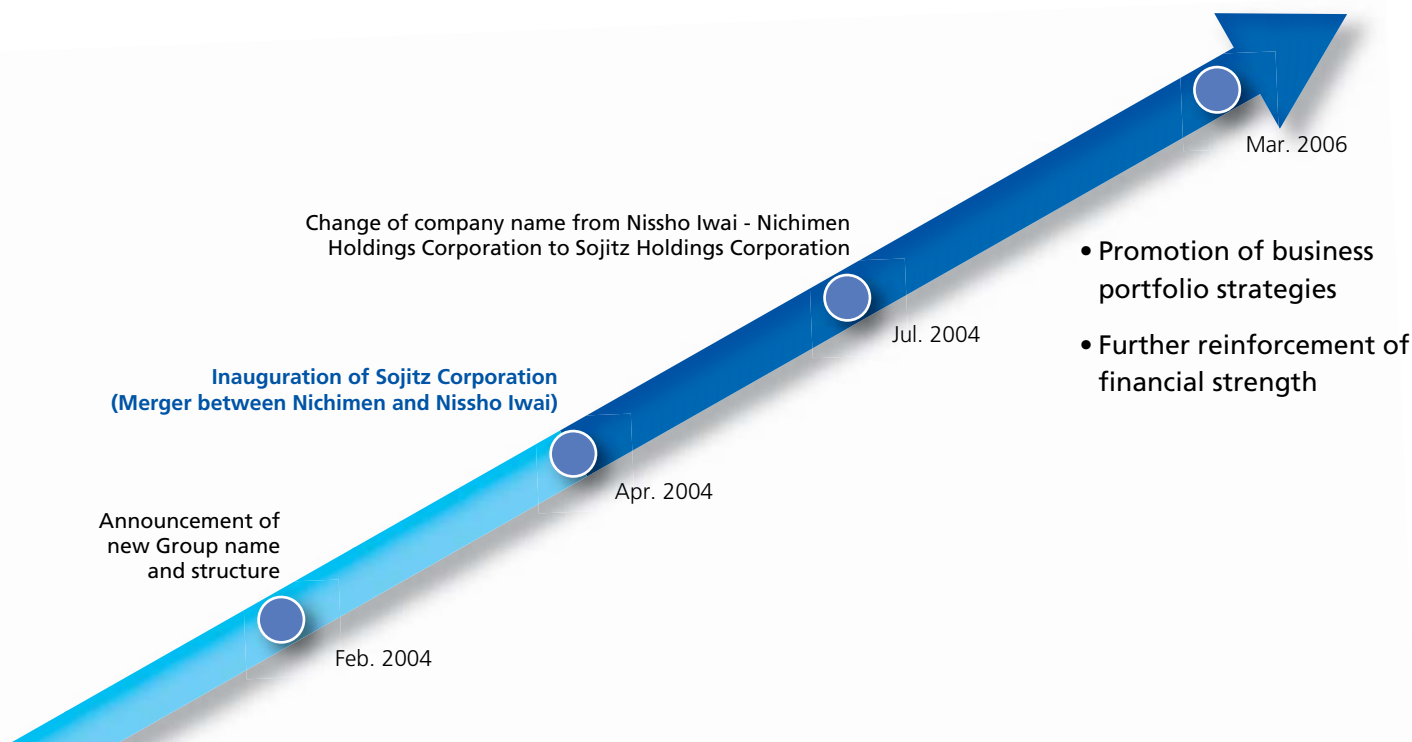 Mar. 2006
Change of company name from Nissho Iwai - Nichimen
Holdings Corporation to Sojitz Holdings Corporation
• Promotion of business
portfolio strategies
Jul. 2004
• Further reinforcement of
financial strength
Inauguration of Sojitz Corporation
(Merger between Nichimen and Nissho Iwai)
Apr. 2004
Announcement of
new Group name
and structure
Feb. 2004